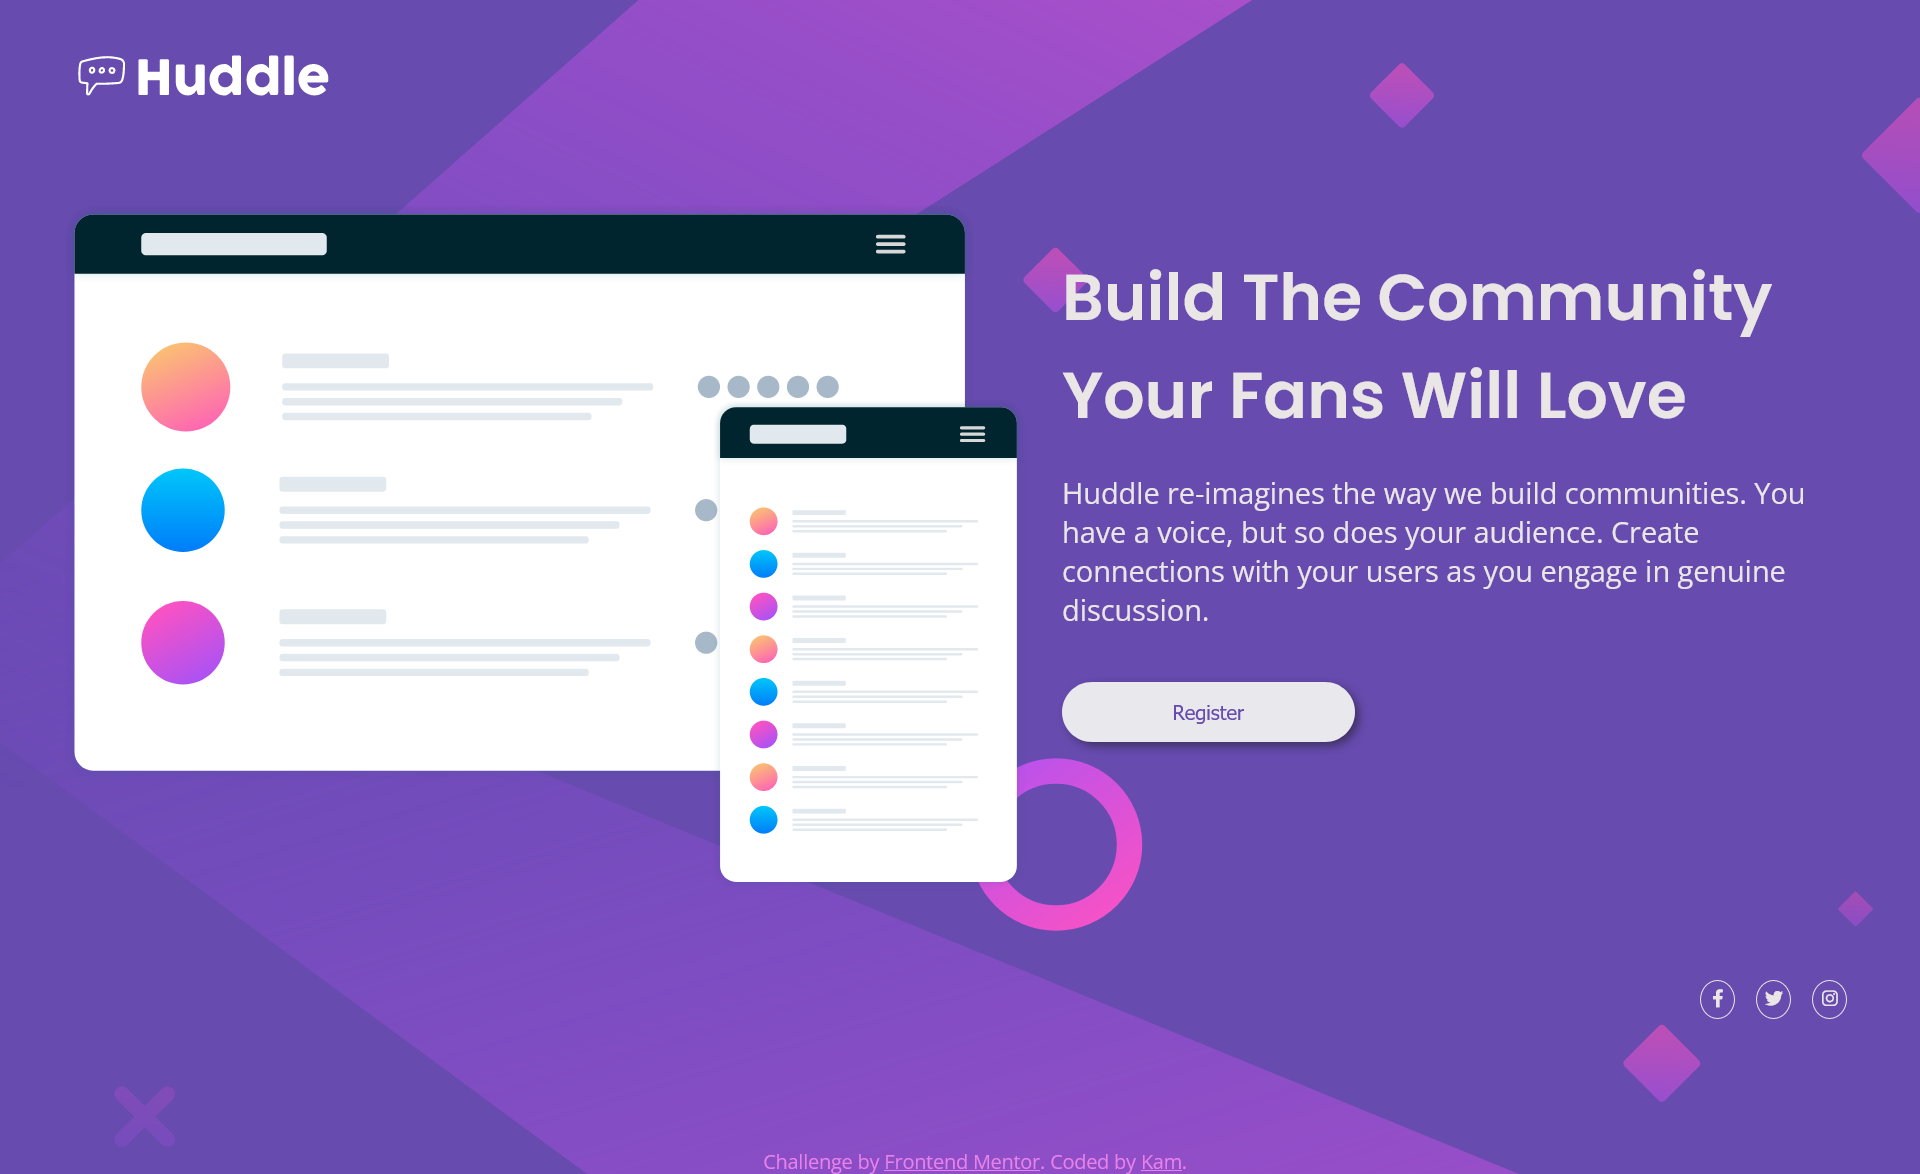 Huddle
Build The Community
Your Fans Will Love
Huddle re-imagines the way we build communities. You
have a voice, but so does your audience. Create
connections with your users as you engage in genuine
discussion.
Register
Challenge by Frontend Mentor. Coded by Kam.